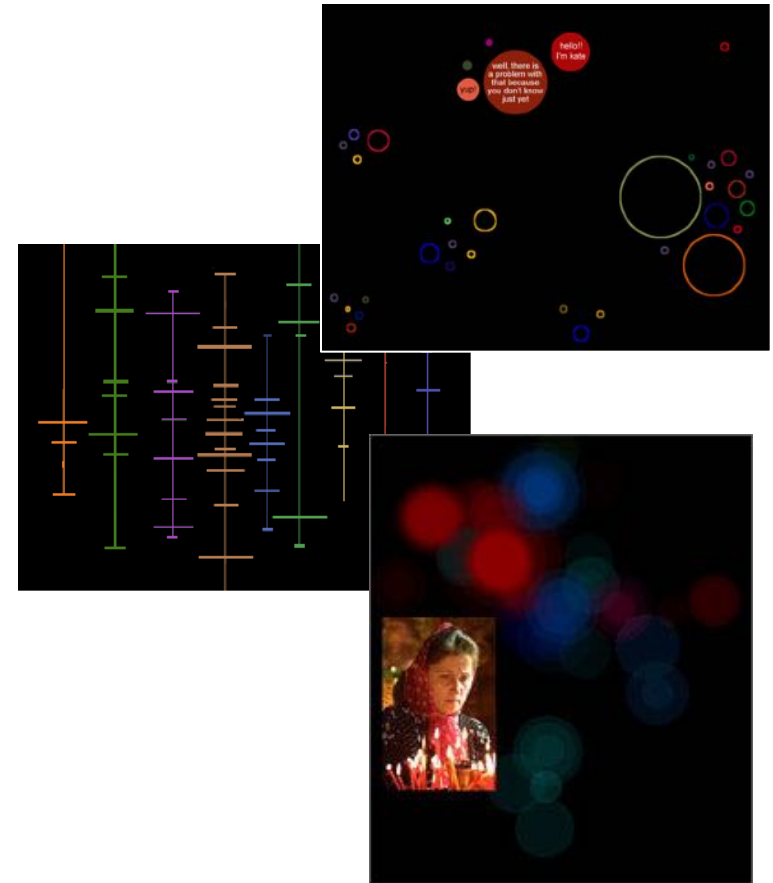 hello!!
I'm kate
well, there is
a problem with
that because
you don't know
just yet
yup!